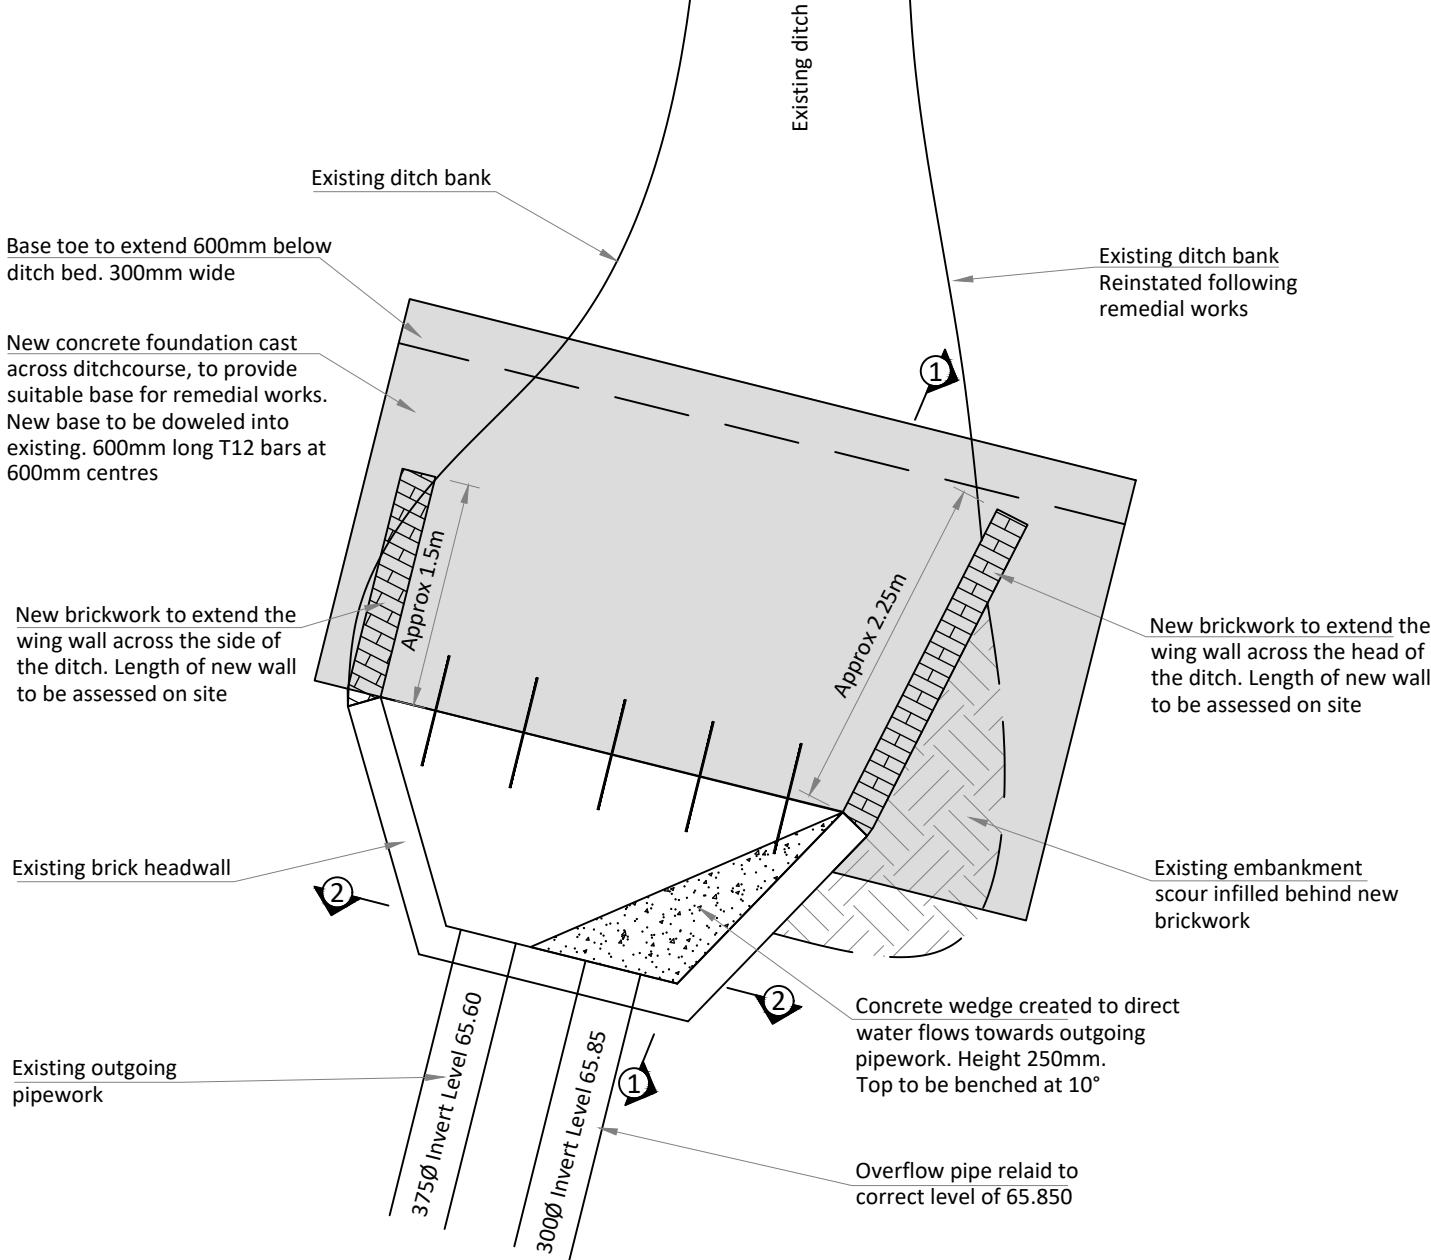 Existing ditch
Existing ditch bank
Base toe to extend 600mm below
ditch bed. 300mm wide
Existing ditch bank
Reinstated following
remedial works
New concrete foundation cast
across ditchcourse, to provide
suitable base for remedial works.
New base to be doweled into
existing. 600mm long T12 bars at
600mm centres
1
Approx 1.5m
Approx 2.25m
New brickwork to extend the
wing wall across the side of
the ditch. Length of new wall
to be assessed on site
New brickwork to extend the
wing wall across the head of
the ditch. Length of new wall
to be assessed on site
Existing brick headwall
2
Existing embankment
scour infilled behind new
brickwork
2
Concrete wedge created to direct
water flows towards outgoing
pipework. Height 250mm.
Top to be benched at 10°
Existing outgoing
pipework
375Ø Invert Level 65.60
300Ø Invert Level 65.85
1
Overflow pipe relaid to
correct level of 65.850